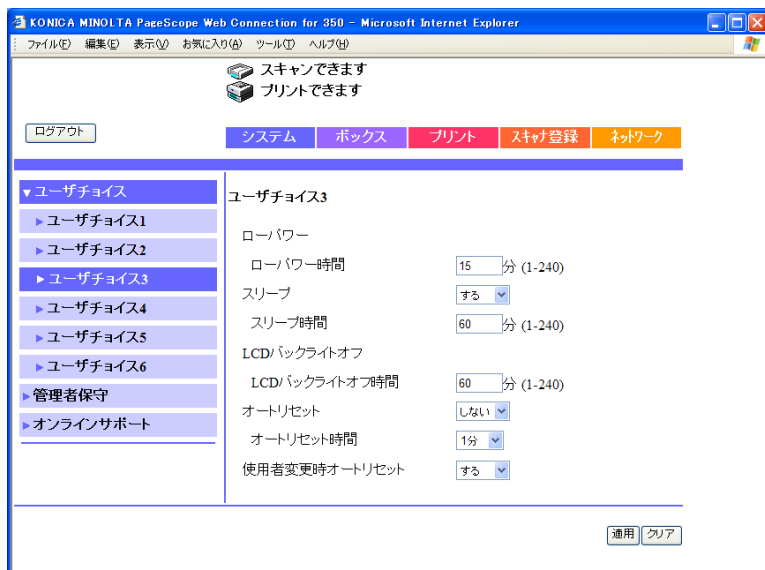 KONICA MINOLTA PageScope Web Connection for 350 - Microsoft Internet Explorer
ファイル(F) 編集(E) 表示(V) お気に入り(A) ツール(T) ヘルプ(H)
スキャンできます
プリントできます
ログアウト
システム ボックス プリント スキャナ登録 ネットワーク
▼ユーザチョイス
▶ユーザチョイス1
▶ユーザチョイス2
▶ユーザチョイス3
▶ユーザチョイス4
▶ユーザチョイス5
▶ユーザチョイス6
▶管理者保守
▶オンラインサポート
ユーザチョイス3
ローパワー
ローパワー時間 15 分 (1-240)
スリープ する
スリープ時間 60 分 (1-240)
LCDバックライトオフ
LCDバックライトオフ時間 60 分 (1-240)
オートリセット しない
オートリセット時間 1分
使用者変更時オートリセット する
適用 クリア